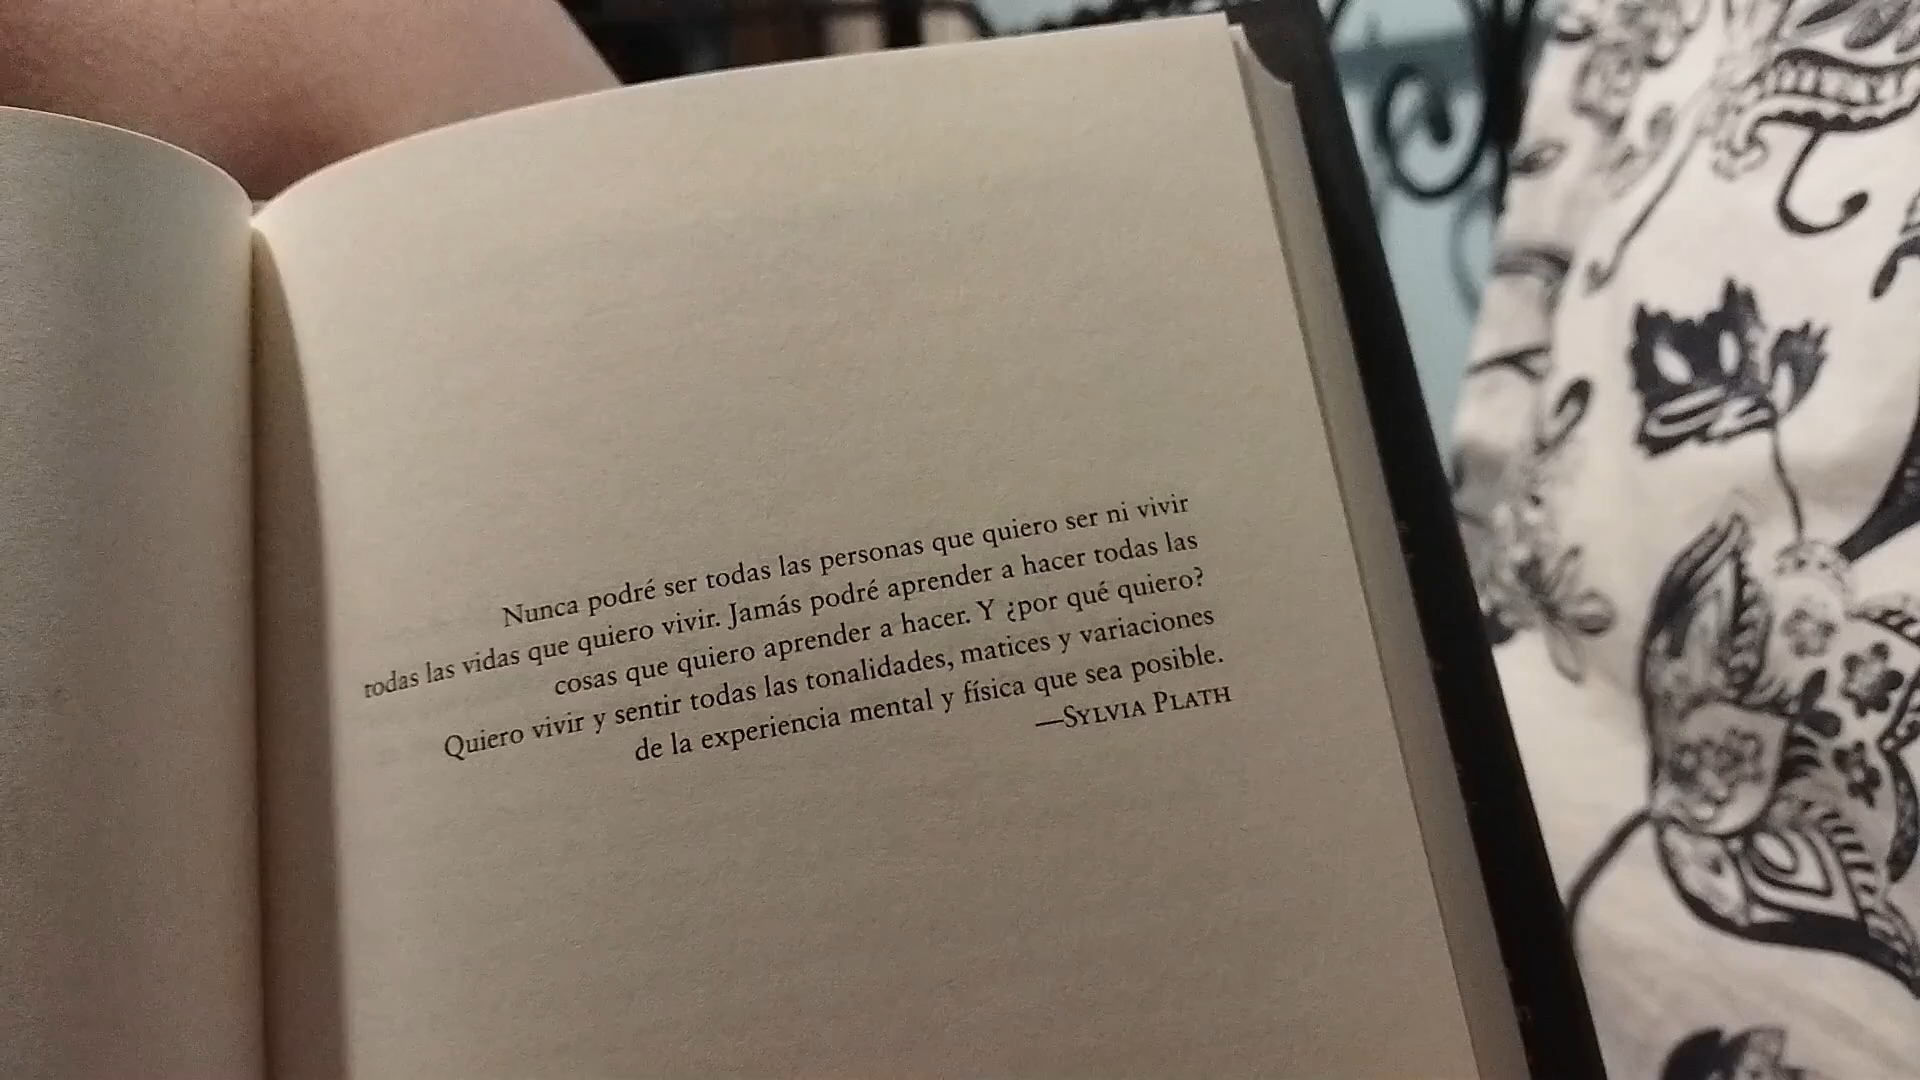 Nunca podré ser todas las personas que quiero ser ni vivir
todas las vidas que quiero vivir. Jamás podré aprender a hacer todas las
cosas que quiero aprender a hacer. Y ¿por qué quiero?
Quiero vivir y sentir todas las tonalidades, matices y variaciones
de la experiencia mental y física que sea posible.
—SYLVIA PLATH